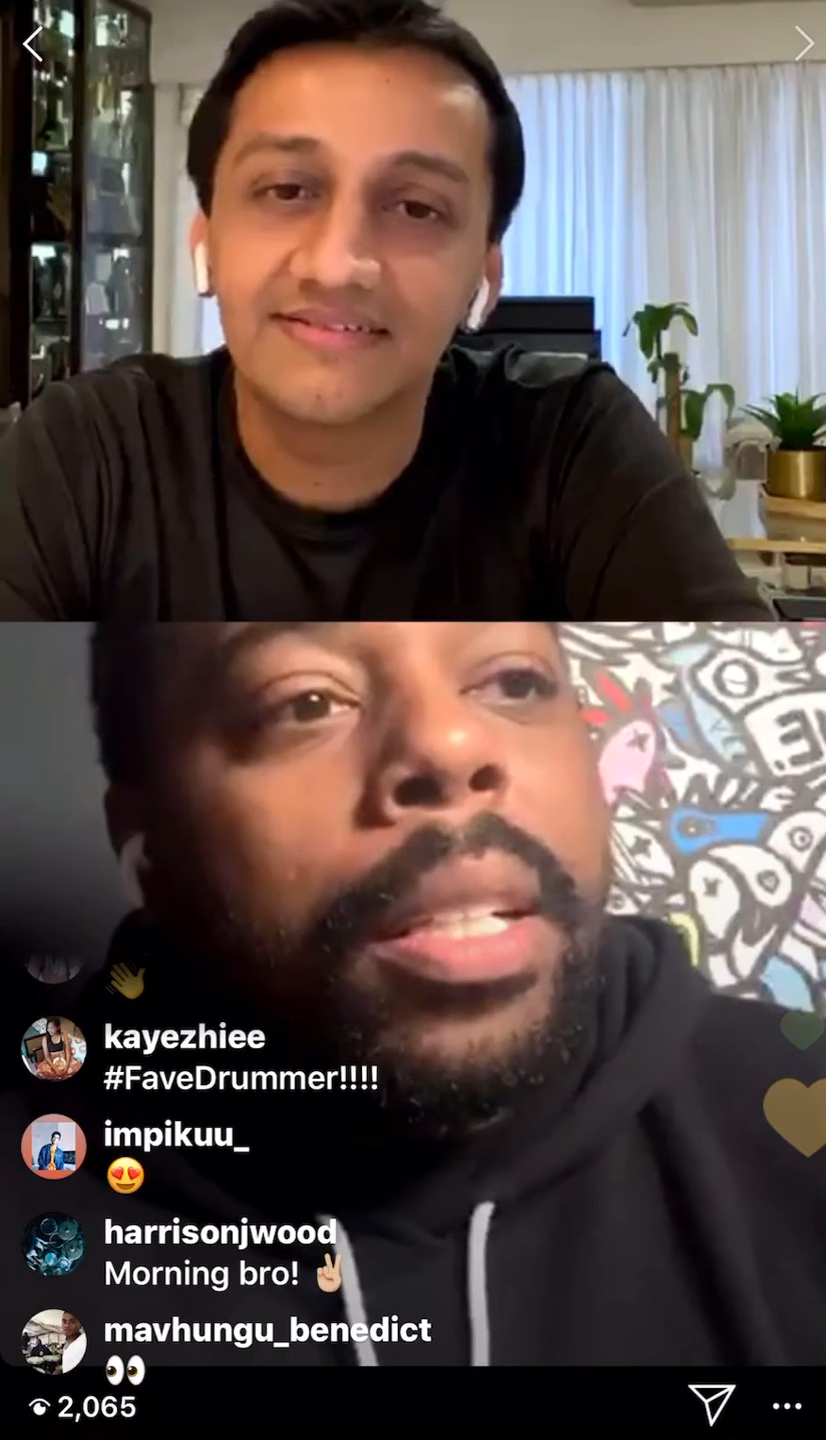 kayezhiee
#FaveDrummer!!!!
impikuu_
😍
harrisonjwood
Morning bro! ✌🏼
mavhungu_benedict
👀
2,065